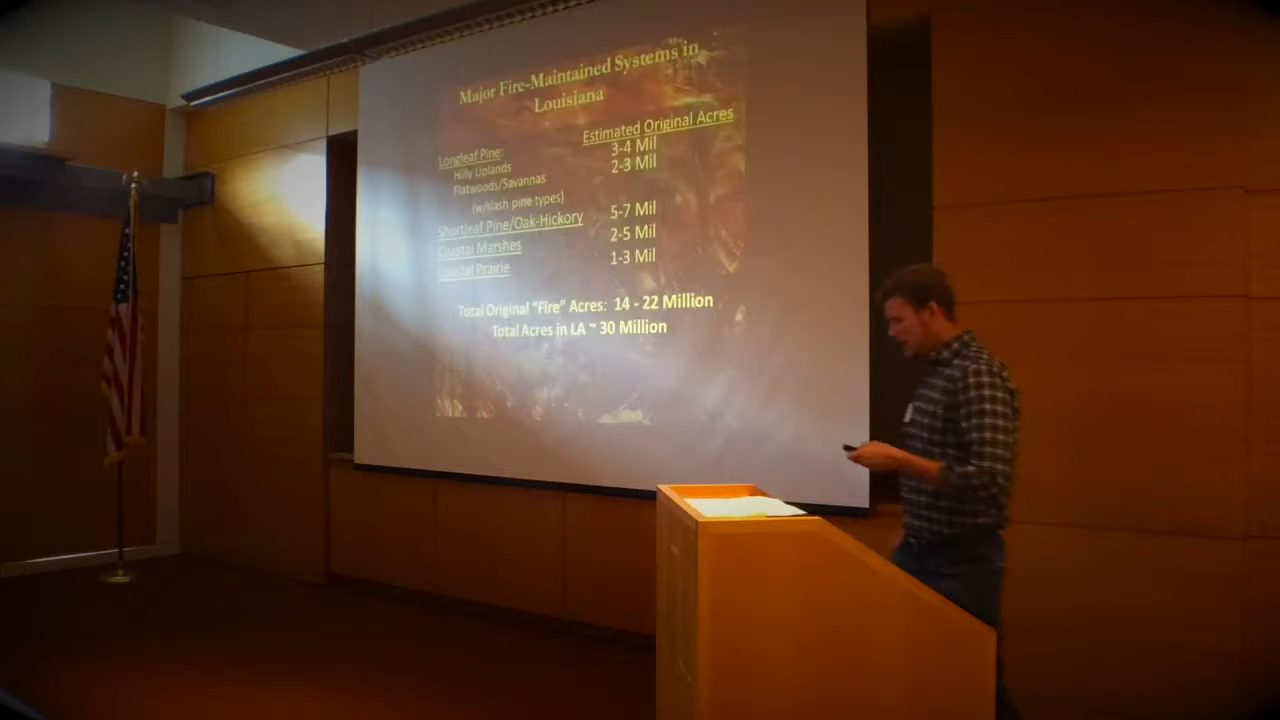 Major Fire-Maintained Systems in
Louisiana
Estimated Original Acres
Longleaf Pine:
Hilly Uplands 3-4 Mil
Flatwoods/Savannas 2-3 Mil
(w/slash pine types)
Shortleaf Pine/Oak-Hickory 5-7 Mil
Coastal Marshes 2-5 Mil
Coastal Prairie 1-3 Mil
Total Original "Fire" Acres: 14 - 22 Million
Total Acres in LA ~ 30 Million